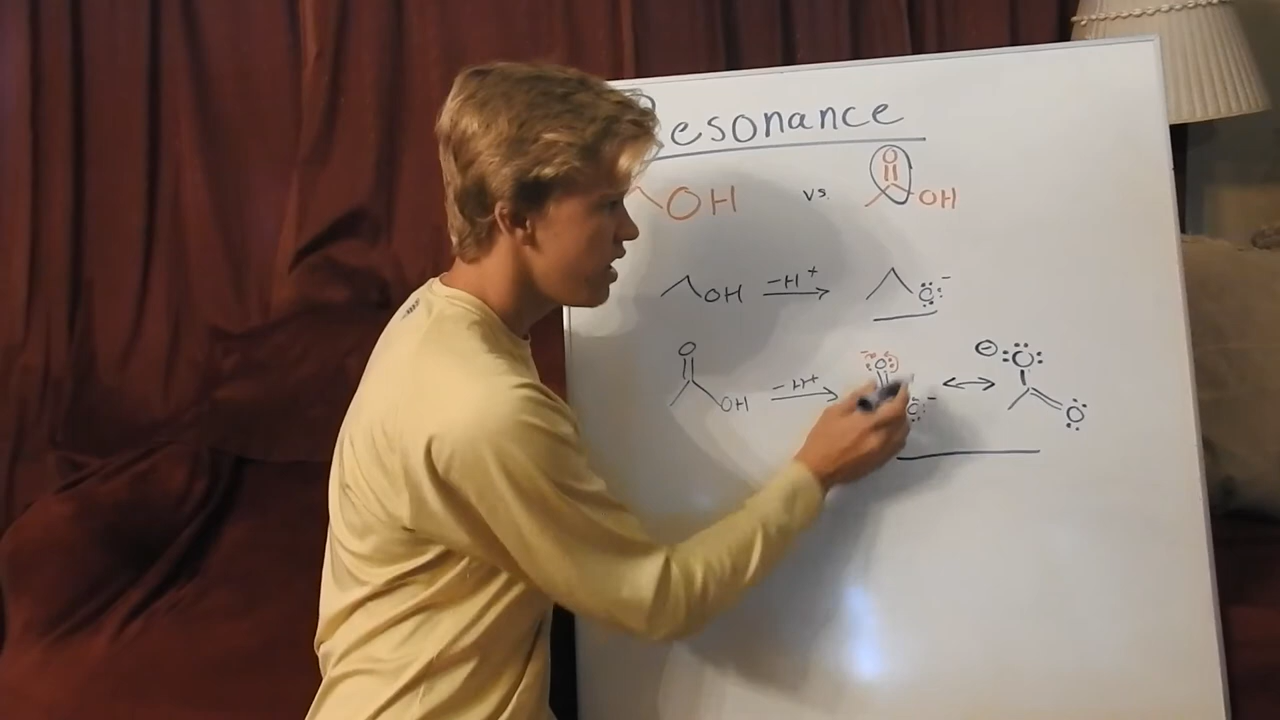 Resonance
OH vs. O OH
OH -H+ O-
O OH -H+ O O- ⊖ O O